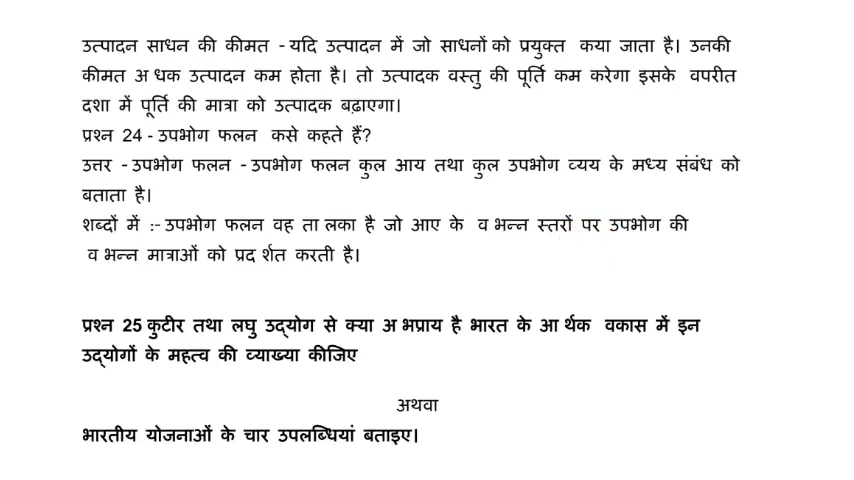 उत्पादन साधन की कीमत - यदि उत्पादन में जो साधनों को प्रयुक्त कया जाता है। उनकी
कीमत अ धक उत्पादन कम होता है। तो उत्पादक वस्तु की पूर्ति कम करेगा इसके वपरीत
दशा में पूर्ति की मात्रा को उत्पादक बढ़ाएगा।
प्रश्न 24 - उपभोग फलन कसे कहते हैं?
उत्तर - उपभोग फलन - उपभोग फलन कुल आय तथा कुल उपभोग व्यय के मध्य संबंध को
बताता है।
शब्दों में :- उपभोग फलन वह ता लका है जो आए के व भन्न स्तरों पर उपभोग की
व भन्न मात्राओं को प्रद र्शत करती है।
प्रश्न 25 कुटीर तथा लघु उद्योग से क्या अ भप्राय है भारत के आ र्थक वकास में इन
उद्योगों के महत्व की व्याख्या कीजिए
अथवा
भारतीय योजनाओं के चार उपलब्धियां बताइए।